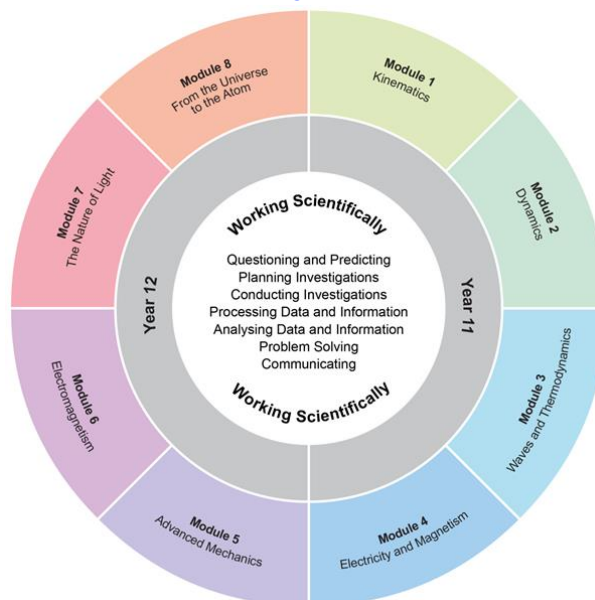 Module 8
From the Universe
to the Atom
Module 1
Kinematics
Module 7
The Nature of Light
Module 2
Dynamics
Year 12
Working Scientifically
Questioning and Predicting
Planning Investigations
Conducting Investigations
Processing Data and Information
Analysing Data and Information
Problem Solving
Communicating
Working Scientifically
Year 11
Module 6
Electromagnetism
Module 3
Waves and Thermodynamics
Module 5
Advanced Mechanics
Module 4
Electricity and Magnetism